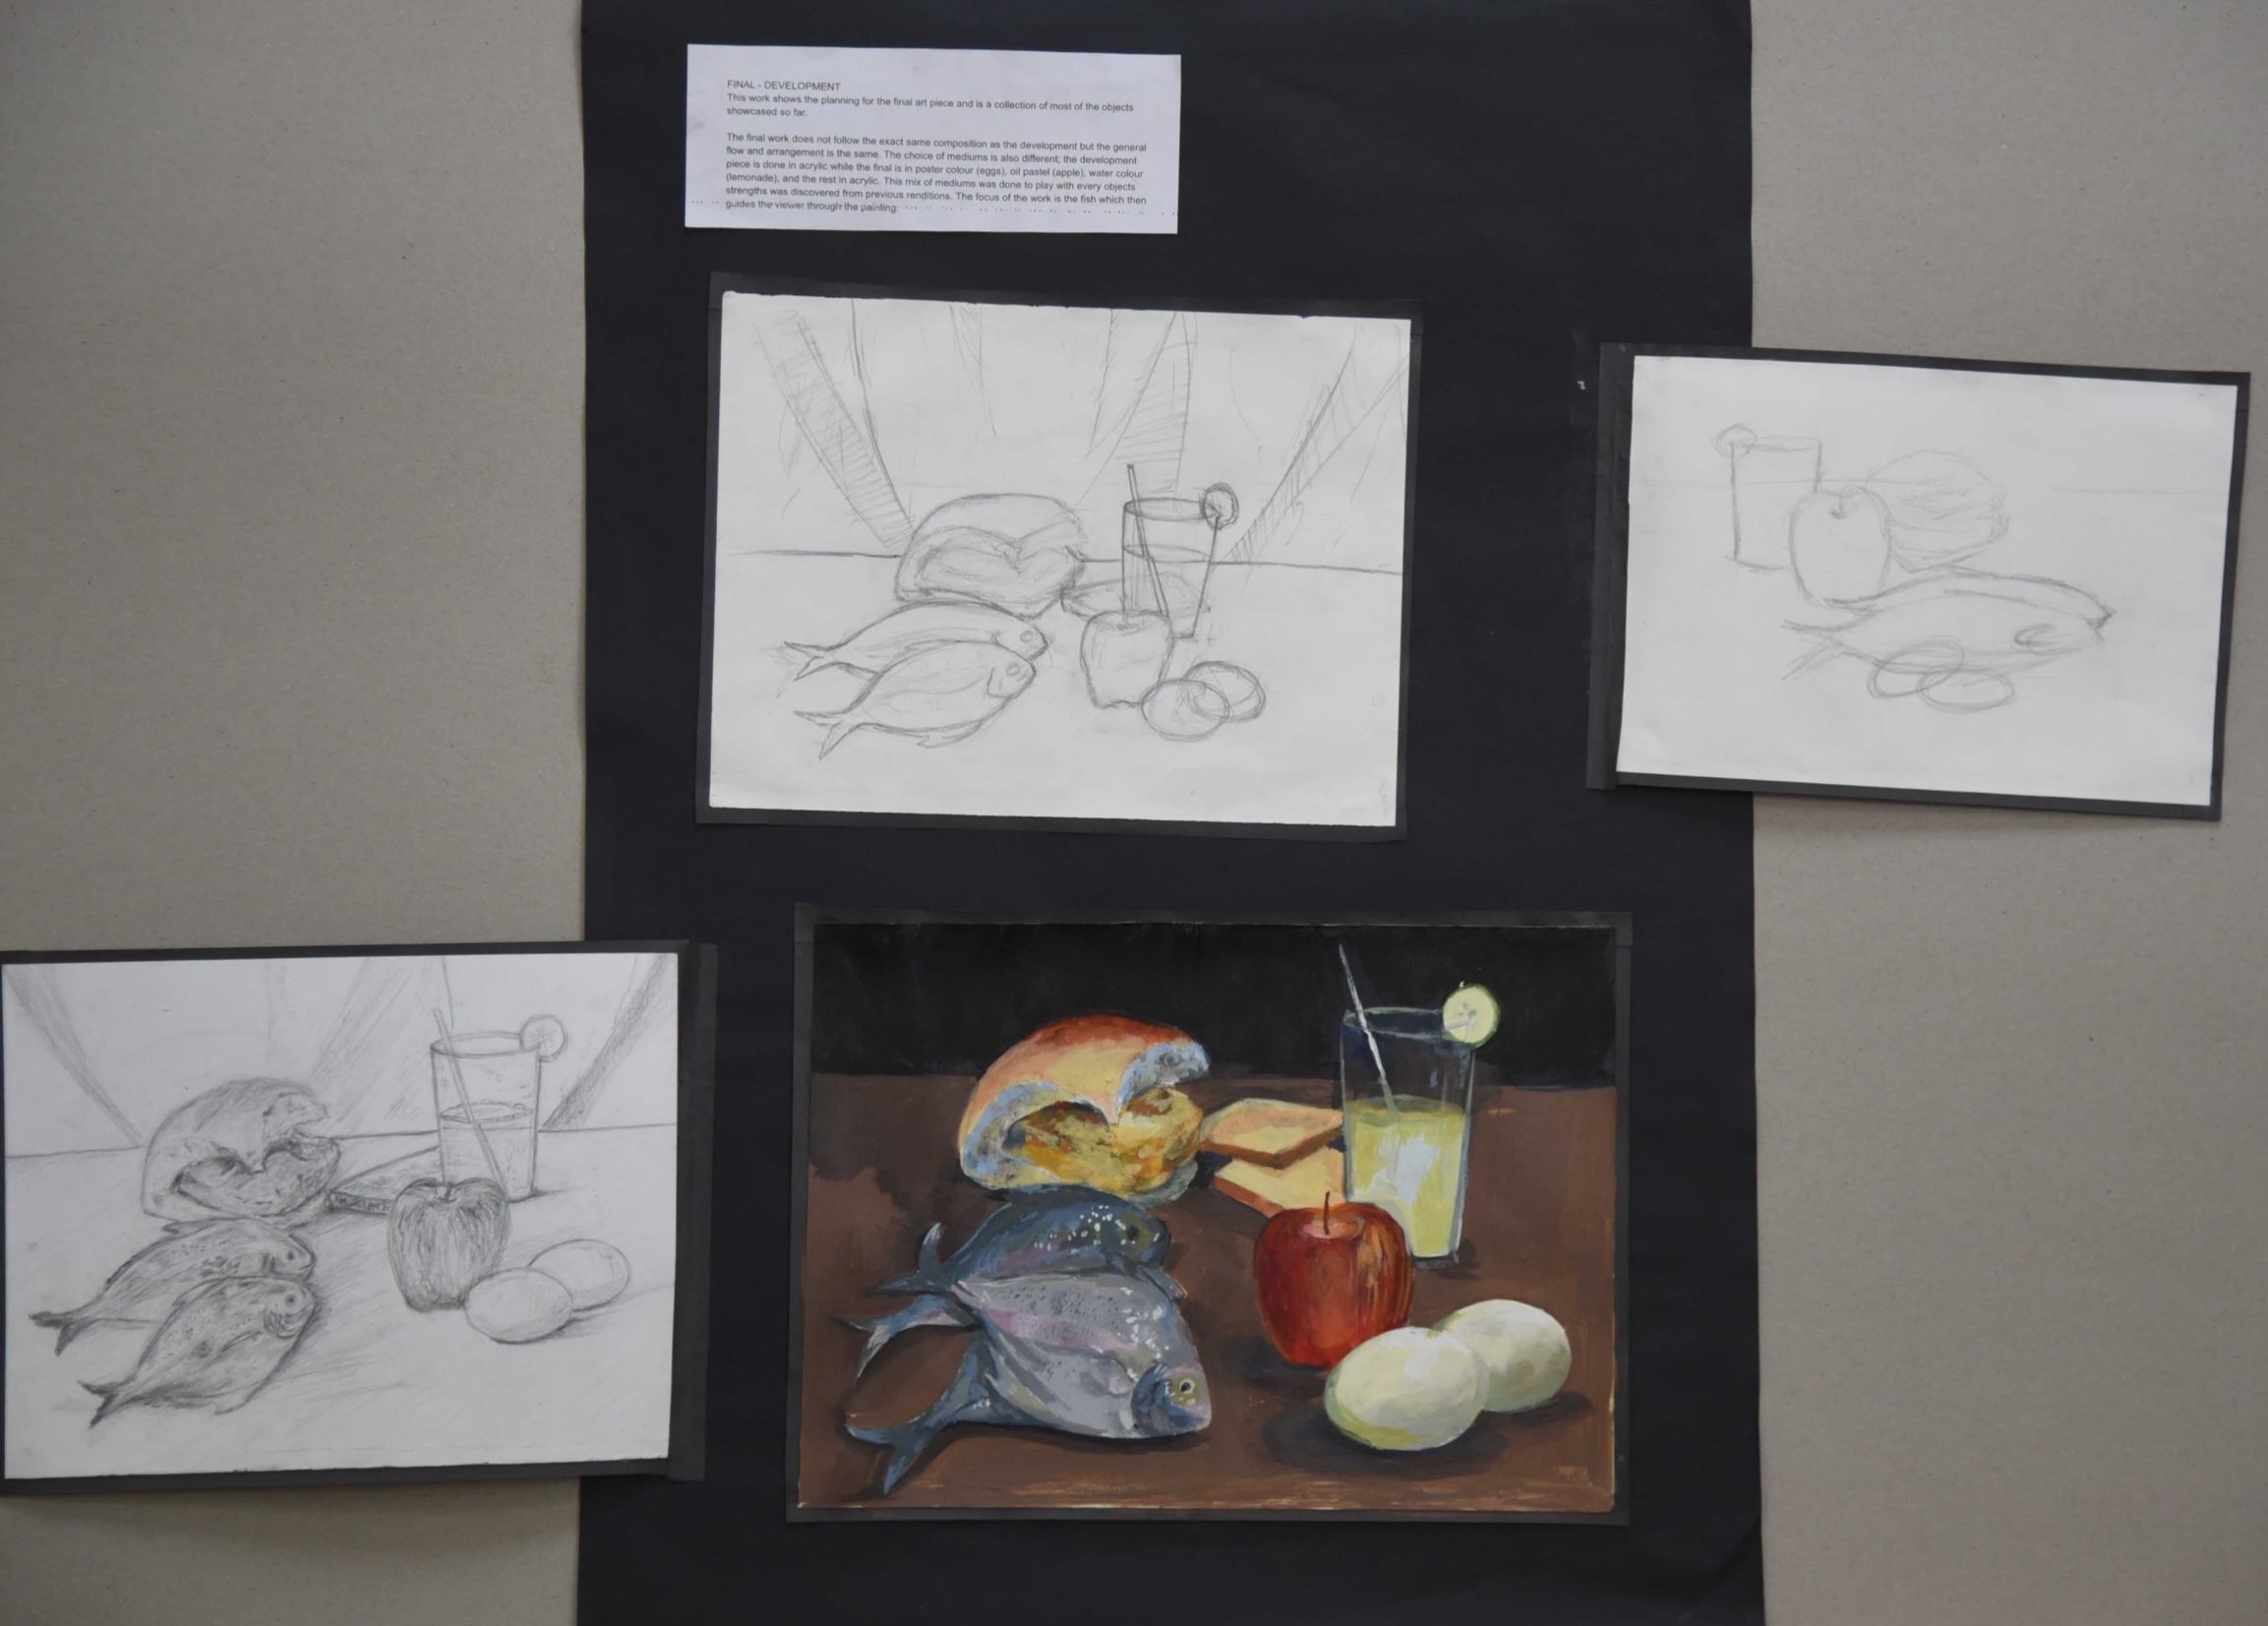 FINAL - DEVELOPMENT
This work shows the planning for the final art piece and is a collection of most of the objects
showcased so far.
The final work does not follow the exact same composition as the development but the general
flow and arrangement is the same. The choice of mediums is also different; the development
piece is done in acrylic while the final is in poster colour (eggs), oil pastel (apple), water colour
(lemonade), and the rest in acrylic. This mix of mediums was done to play with every objects
strengths was discovered from previous renditions. The focus of the work is the fish which then
guides the viewer through the painting.